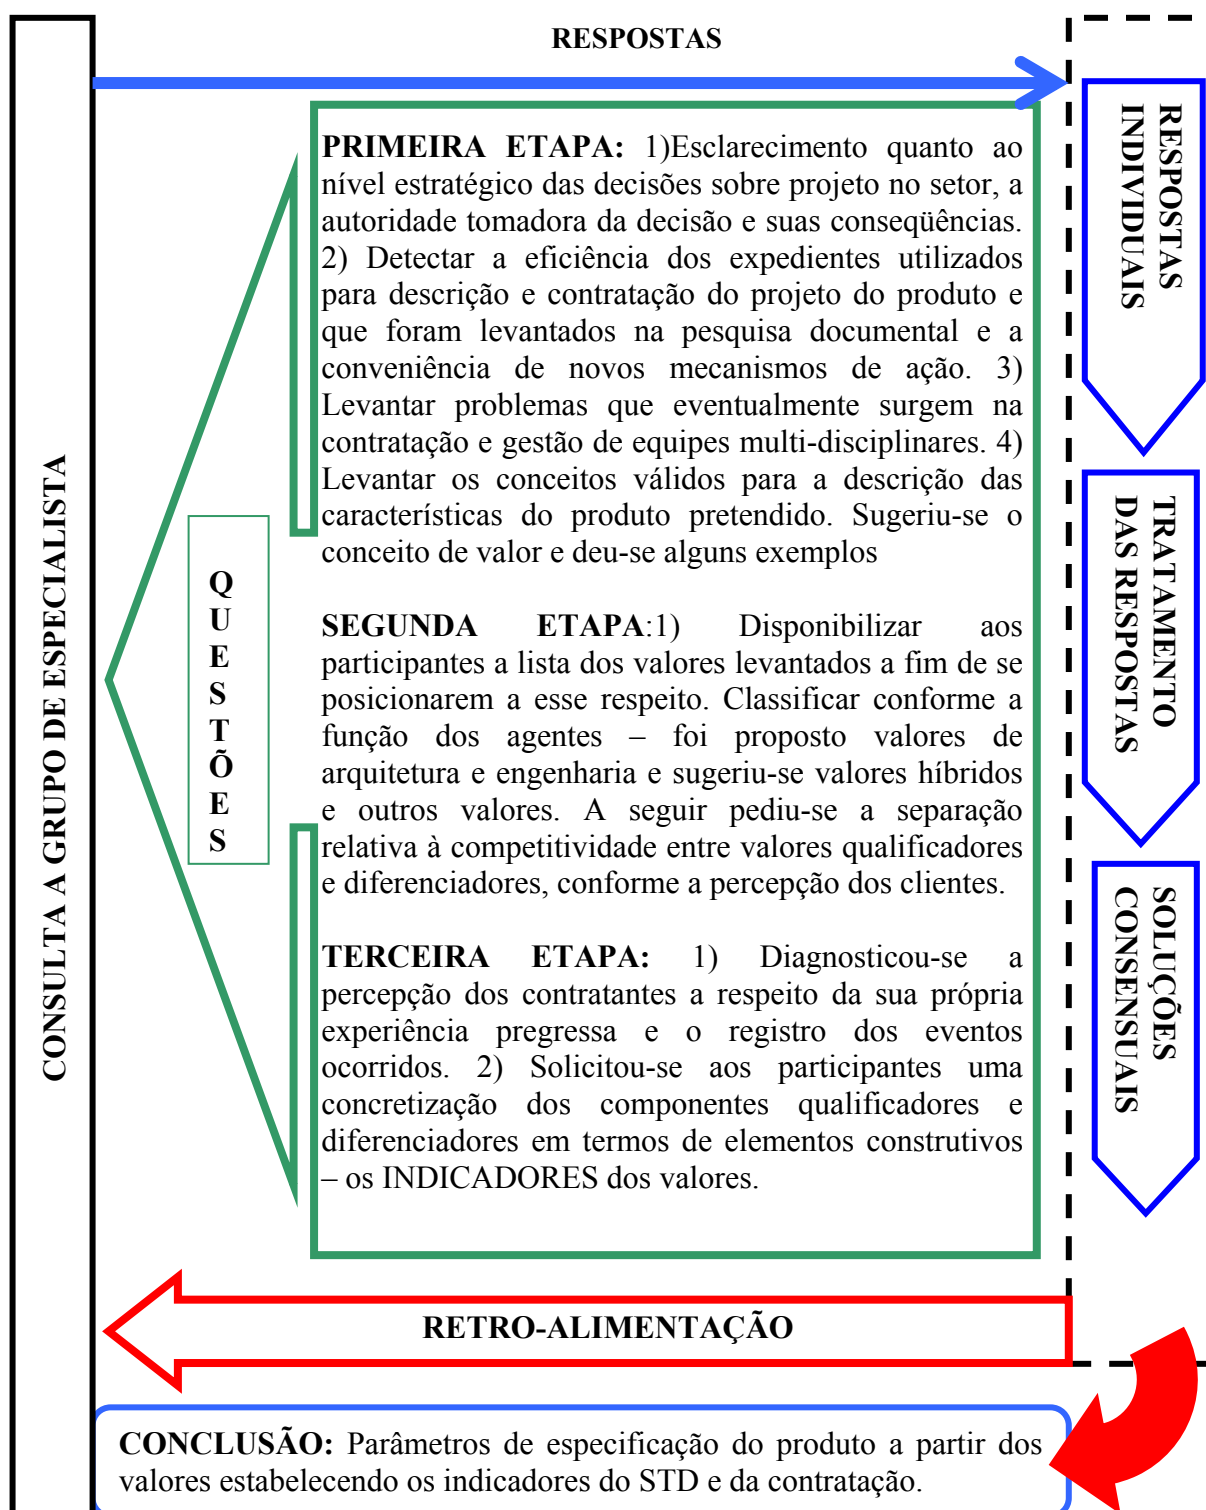 RESPOSTAS
PRIMEIRA ETAPA: 1)Esclarecimento quanto ao
nível estratégico das decisões sobre projeto no setor, a
autoridade tomadora da decisão e suas conseqüências.
2) Detectar a eficiência dos expedientes utilizados
para descrição e contratação do projeto do produto e
que foram levantados na pesquisa documental e a
conveniência de novos mecanismos de ação. 3)
Levantar problemas que eventualmente surgem na
contratação e gestão de equipes multi-disciplinares. 4)
Levantar os conceitos válidos para a descrição das
características do produto pretendido. Sugeriu-se o
conceito de valor e deu-se alguns exemplos
SEGUNDA ETAPA:1) Disponibilizar aos
participantes a lista dos valores levantados a fim de se
posicionarem a esse respeito. Classificar conforme a
função dos agentes – foi proposto valores de
arquitetura e engenharia e sugeriu-se valores híbridos
e outros valores. A seguir pediu-se a separação
relativa à competitividade entre valores qualificadores
e diferenciadores, conforme a percepção dos clientes.
TERCEIRA ETAPA: 1) Diagnosticou-se a
percepção dos contratantes a respeito da sua própria
experiência pregressa e o registro dos eventos
ocorridos. 2) Solicitou-se aos participantes uma
concretização dos componentes qualificadores e
diferenciadores em termos de elementos construtivos
– os INDICADORES dos valores.
CONSULTA A GRUPO DE ESPECIALISTA
Q
U
E
S
T
Õ
E
S
RESPOSTAS
INDIVIDUAIS
TRATAMENTO
DAS RESPOSTAS
SOLUÇÕES
CONSENSUAIS
RETRO-ALIMENTAÇÃO
CONCLUSÃO: Parâmetros de especificação do produto a partir dos
valores estabelecendo os indicadores do STD e da contratação.